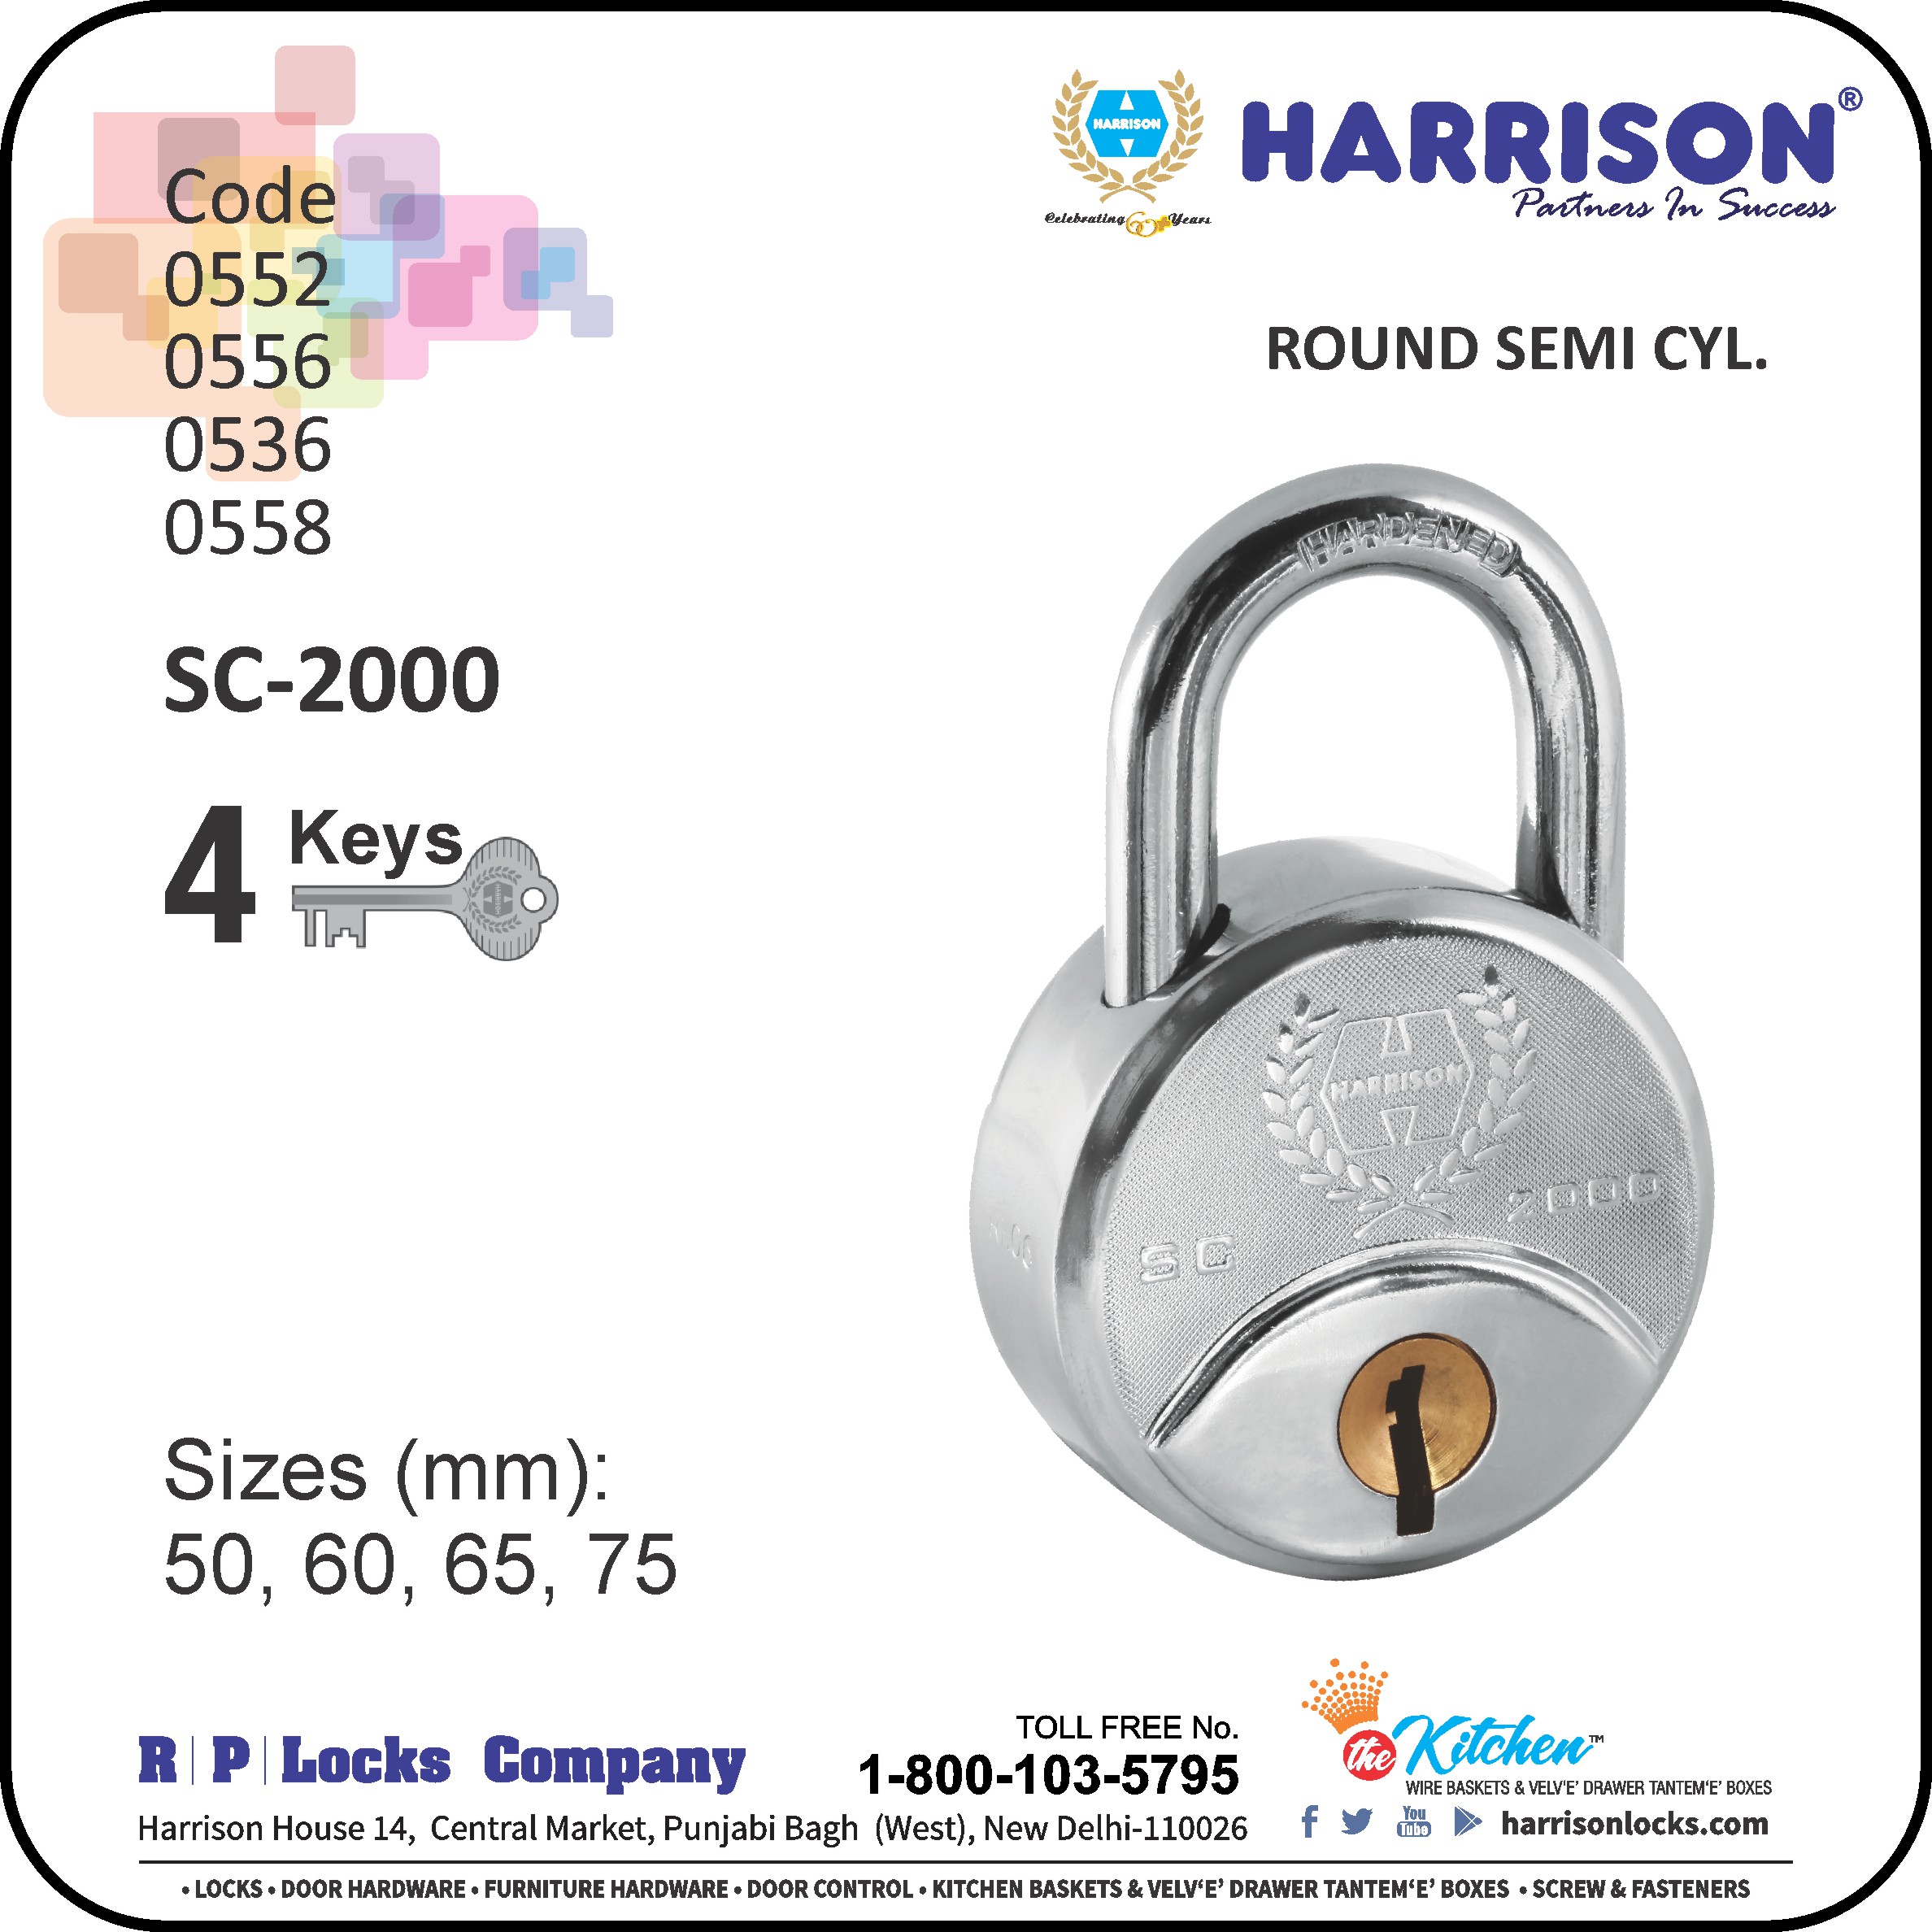 Code
0552
0556
0536
0558
SC-2000
4 Keys
HARRISON
Celebrating 60+ Years
HARRISON®
Partners In Success
ROUND SEMI CYL.
HARDENED
HARRISON
SC 2000
Sizes (mm):
50, 60, 65, 75
R P Locks Company
TOLL FREE No.
1-800-103-5795
Harrison House 14, Central Market, Punjabi Bagh (West), New Delhi-110026
the Kitchen™
WIRE BASKETS & VELV'E' DRAWER TANTEM'E' BOXES
f You Tube harrisonlocks.com
• LOCKS • DOOR HARDWARE • FURNITURE HARDWARE • DOOR CONTROL • KITCHEN BASKETS & VELV‘E’ DRAWER TANTEM‘E’ BOXES • SCREW & FASTENERS